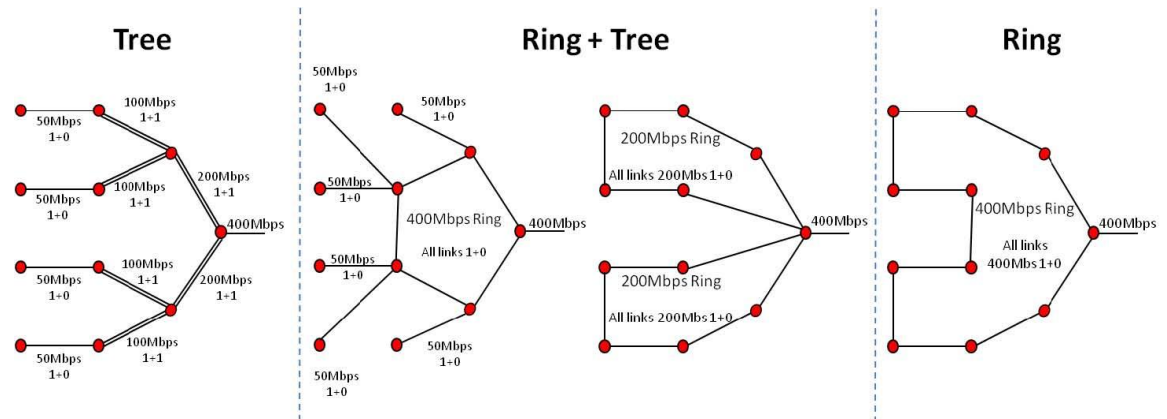 Tree
100Mbps
1+1
50Mbps
1+0
200Mbps
1+1
100Mbps
1+1
50Mbps
1+0
400Mbps
100Mbps
1+1
50Mbps
1+0
200Mbps
1+1
50Mbps
1+0
100Mbps
1+1
Ring + Tree
50Mbps
1+0
50Mbps
1+0
50Mbps
1+0
400Mbps Ring
400Mbps
All links 1+0
50Mbps
1+0
50Mbps
1+0
50Mbps
1+0
200Mbps Ring
All links 200Mbs 1+0
400Mbps
200Mbps Ring
All links 200Mbs 1+0
Ring
400Mbps Ring
All links
400Mbs 1+0
400Mbps